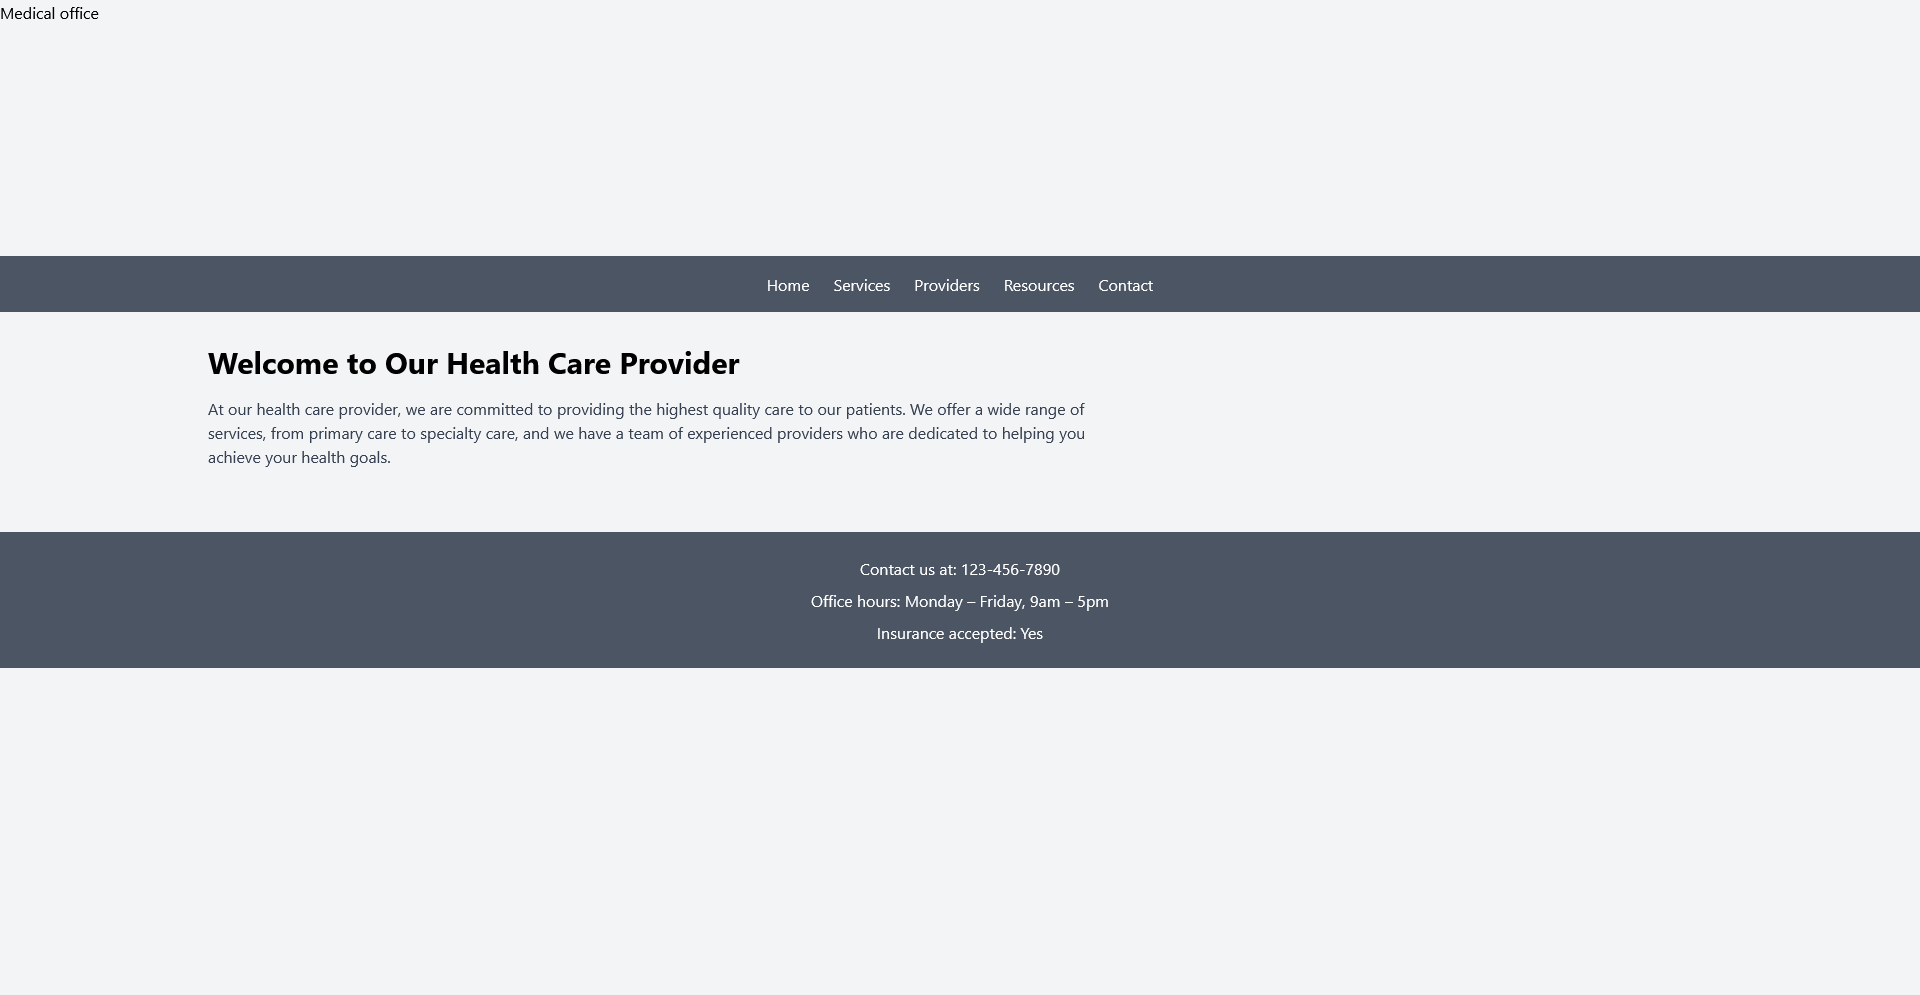 Medical office
Home Services Providers Resources Contact
Welcome to Our Health Care Provider
At our health care provider, we are committed to providing the highest quality care to our patients. We offer a wide range of
services, from primary care to specialty care, and we have a team of experienced providers who are dedicated to helping you
achieve your health goals.
Contact us at: 123-456-7890
Office hours: Monday – Friday, 9am – 5pm
Insurance accepted: Yes